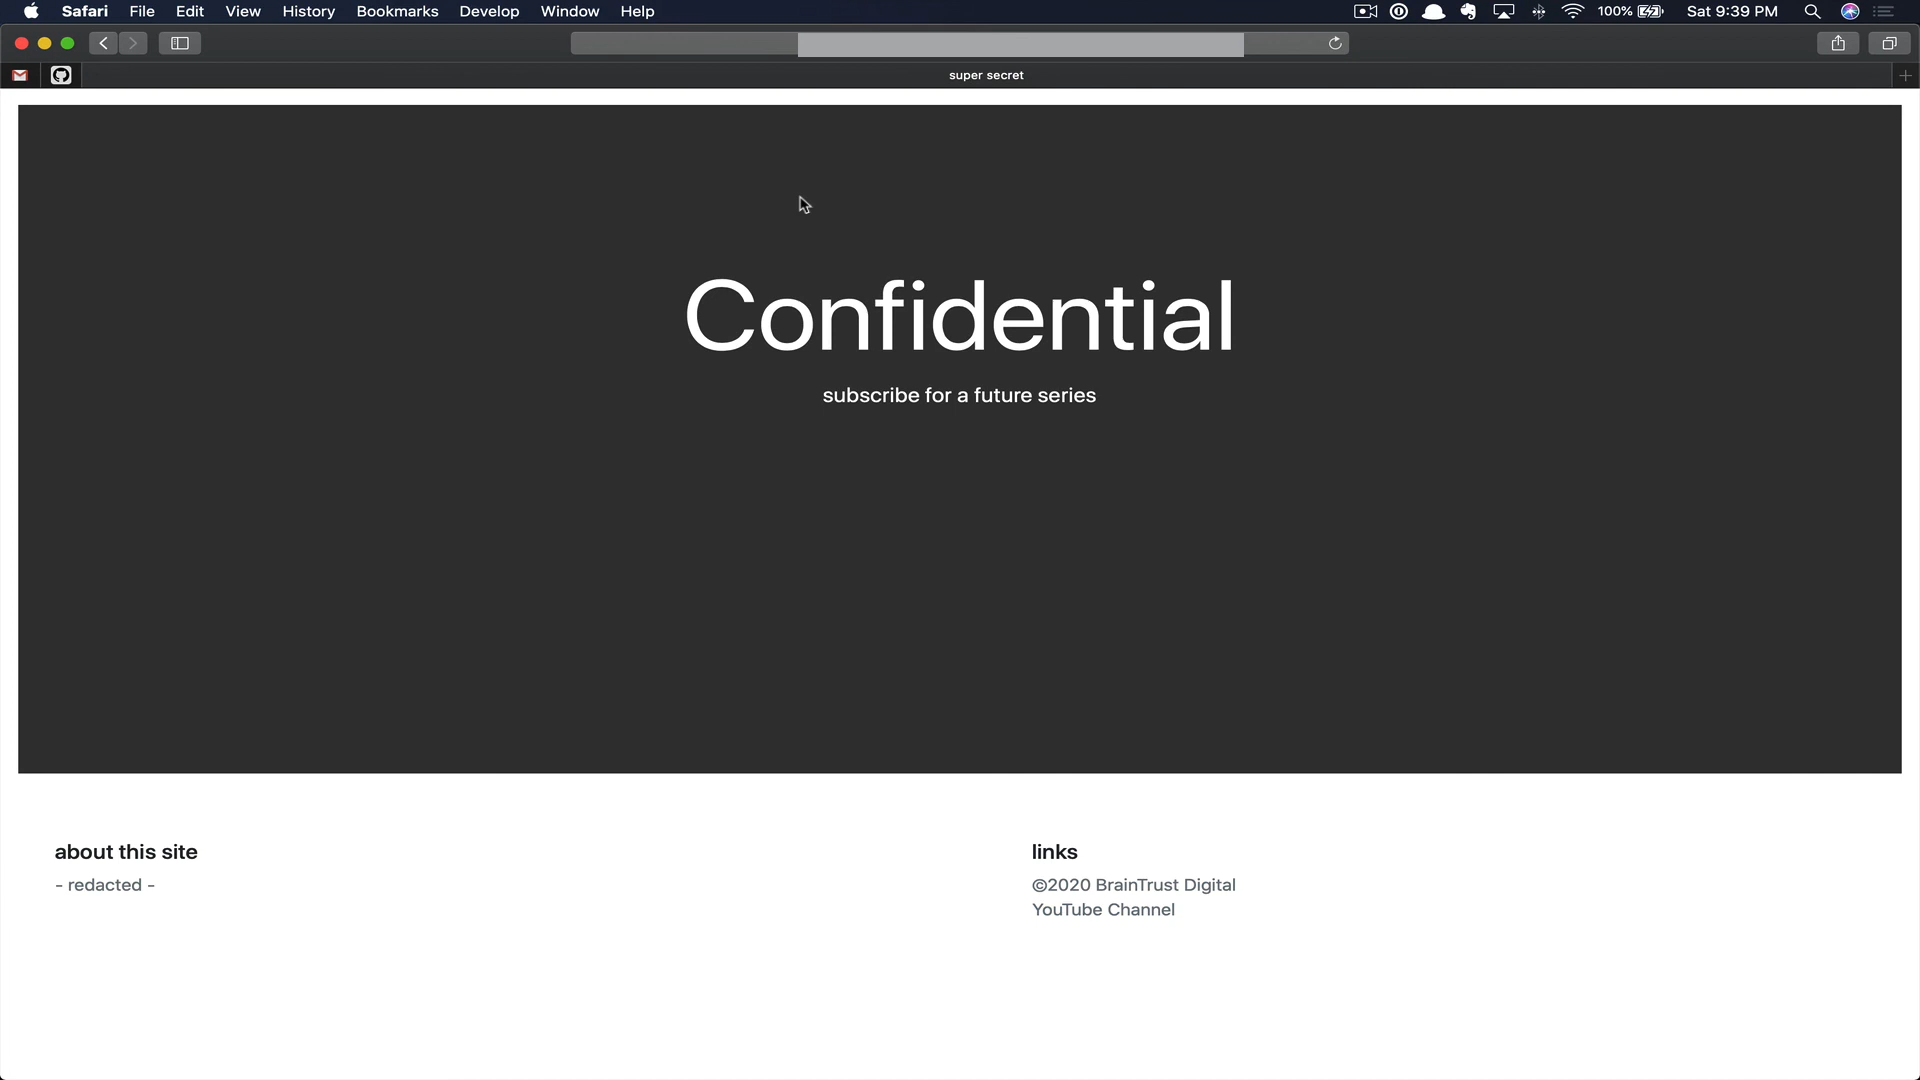 Safari File Edit View History Bookmarks Develop Window Help 100% Sat 9:39 PM
super secret
Confidential
subscribe for a future series
about this site
- redacted -
links
©2020 BrainTrust Digital
YouTube Channel